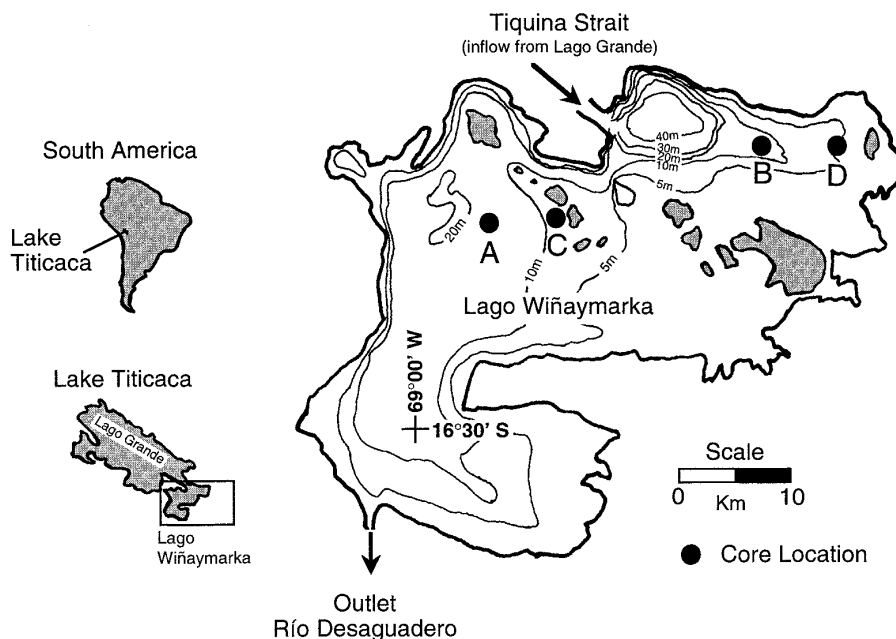 Tiquina Strait
(inflow from Lago Grande)
South America
Lake
Titicaca
40m
30m
20m
10m
5m
B
D
A
C
20m
10m
5m
Lago Wiñaymarka
69°00' W
16°30' S
Lake Titicaca
Lago Grande
Lago
Wiñaymarka
Scale
0
Km
10
Core Location
Outlet
Río Desaguadero